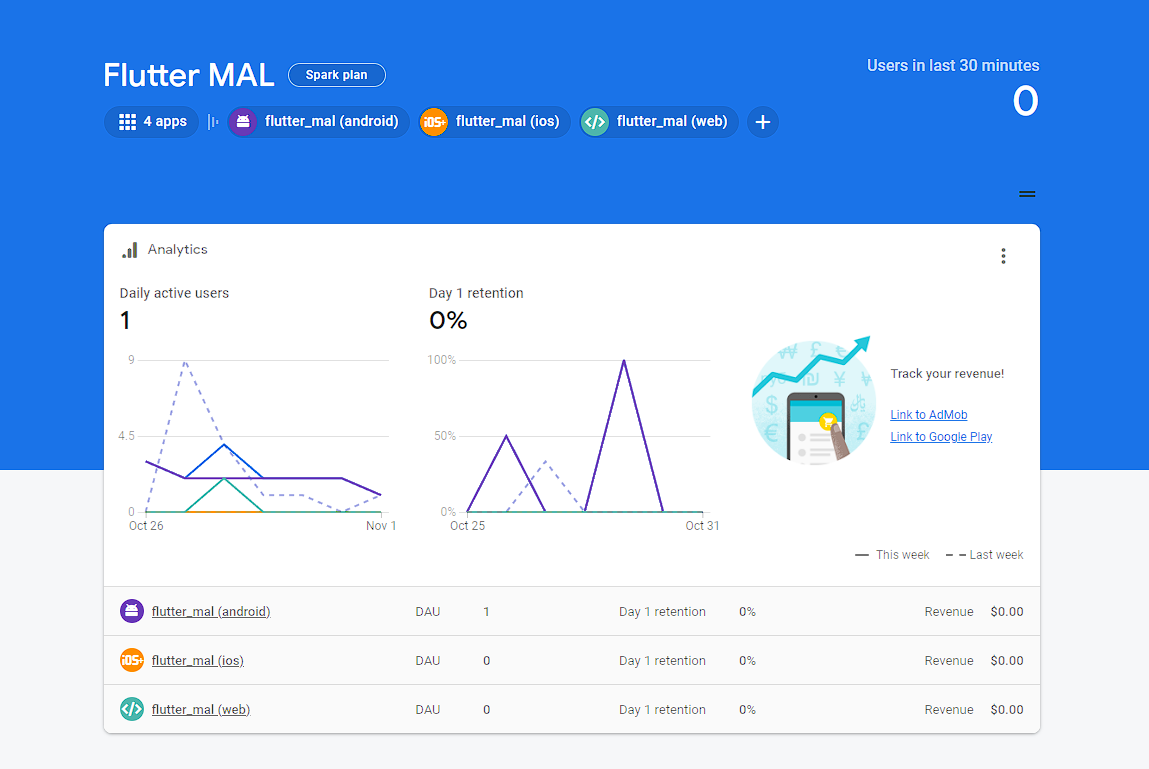 Flutter MAL
Spark plan
Users in last 30 minutes
0
4 apps
flutter_mal (android)
iOS+
flutter_mal (ios)
</>
flutter_mal (web)
+
Analytics
Daily active users
1
9
4.5
0
Oct 26
Nov 1
Day 1 retention
0%
100%
50%
0%
Oct 25
Oct 31
Track your revenue!
Link to AdMob
Link to Google Play
This week
Last week
flutter_mal (android) DAU 1 Day 1 retention 0% Revenue $0.00
iOS+ flutter_mal (ios) DAU 0 Day 1 retention 0% Revenue $0.00
</> flutter_mal (web) DAU 0 Day 1 retention 0% Revenue $0.00